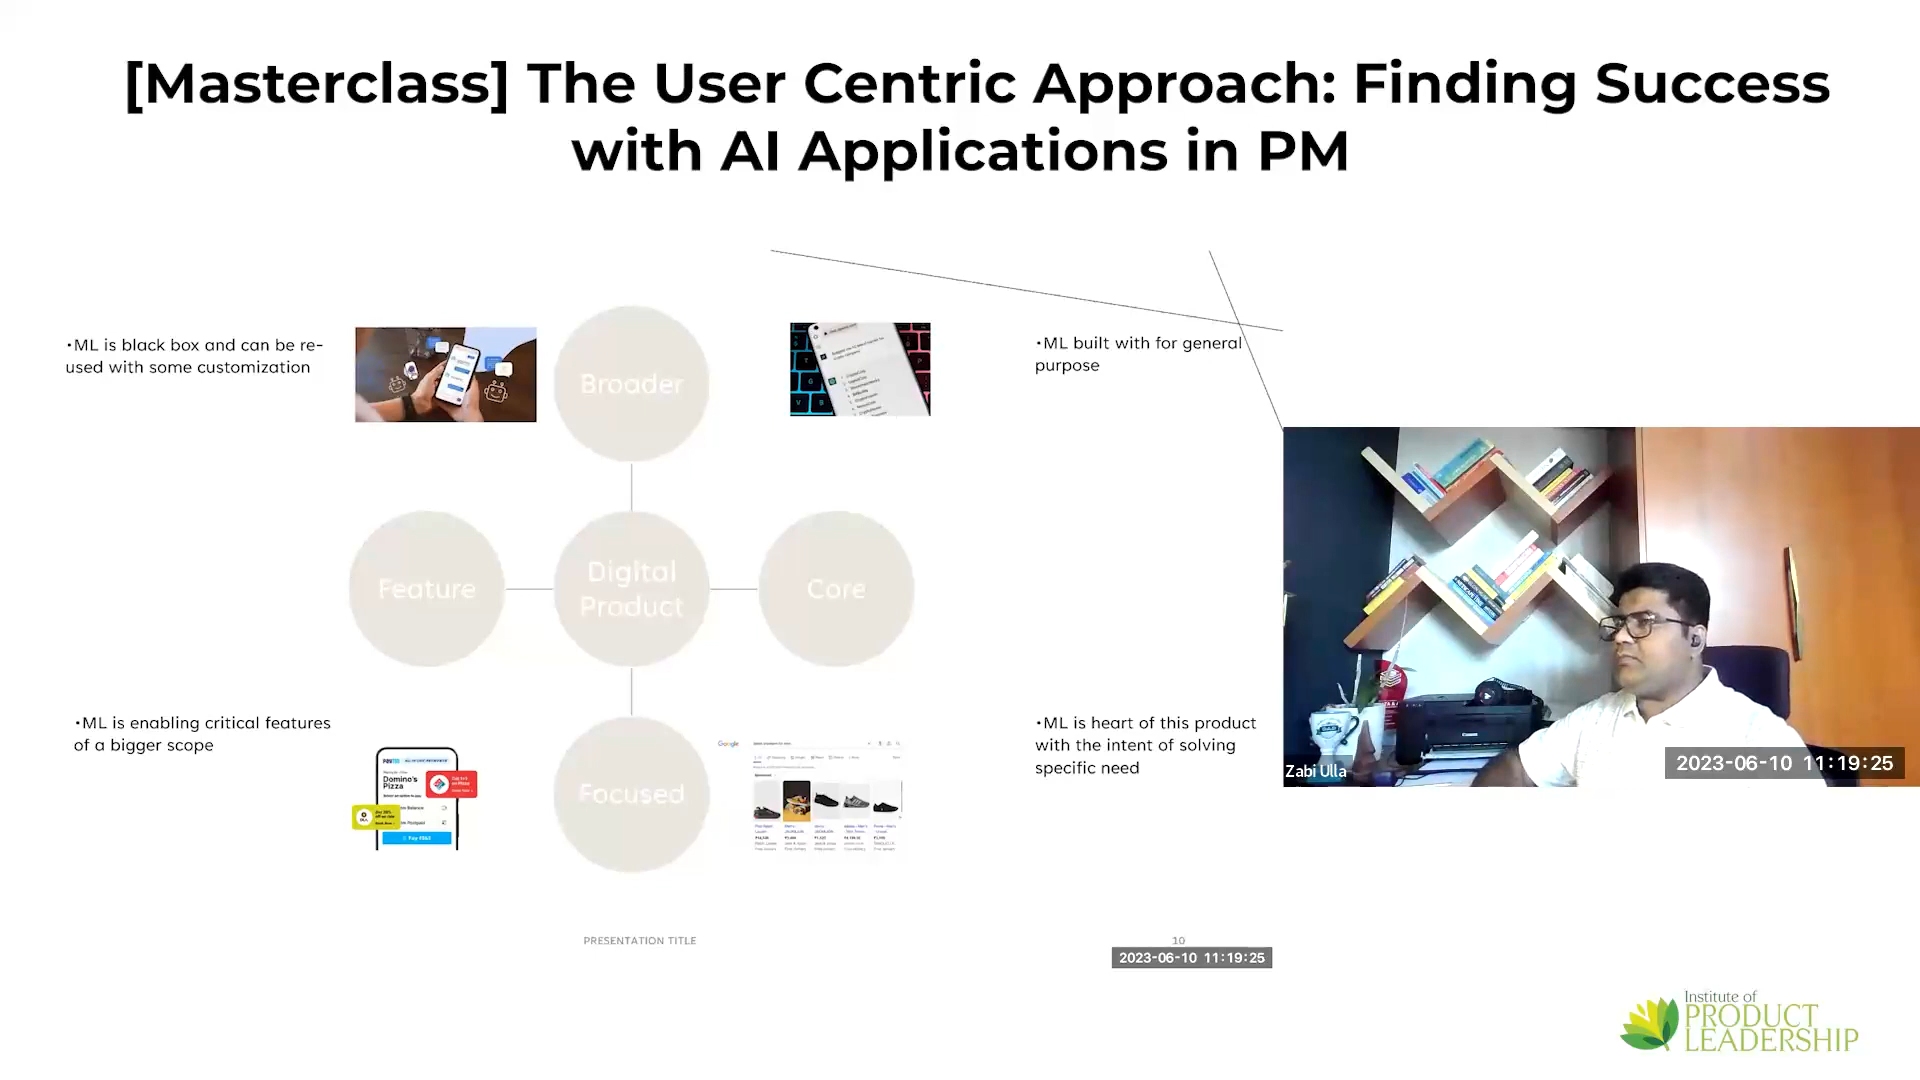 [Masterclass] The User Centric Approach: Finding Success
with AI Applications in PM
•ML is black box and can be re-
used with some customization
Broader
•ML built with for general
purpose
Feature
Digital
Product
Core
•ML is enabling critical features
of a bigger scope
Focused
•ML is heart of this product
with the intent of solving
specific need
Domino's
Pizza
Google
Zabi Ulla
2023-06-10 11:19:25
PRESENTATION TITLE
10
2023-06-10 11:19:25
Institute of
PRODUCT
LEADERSHIP